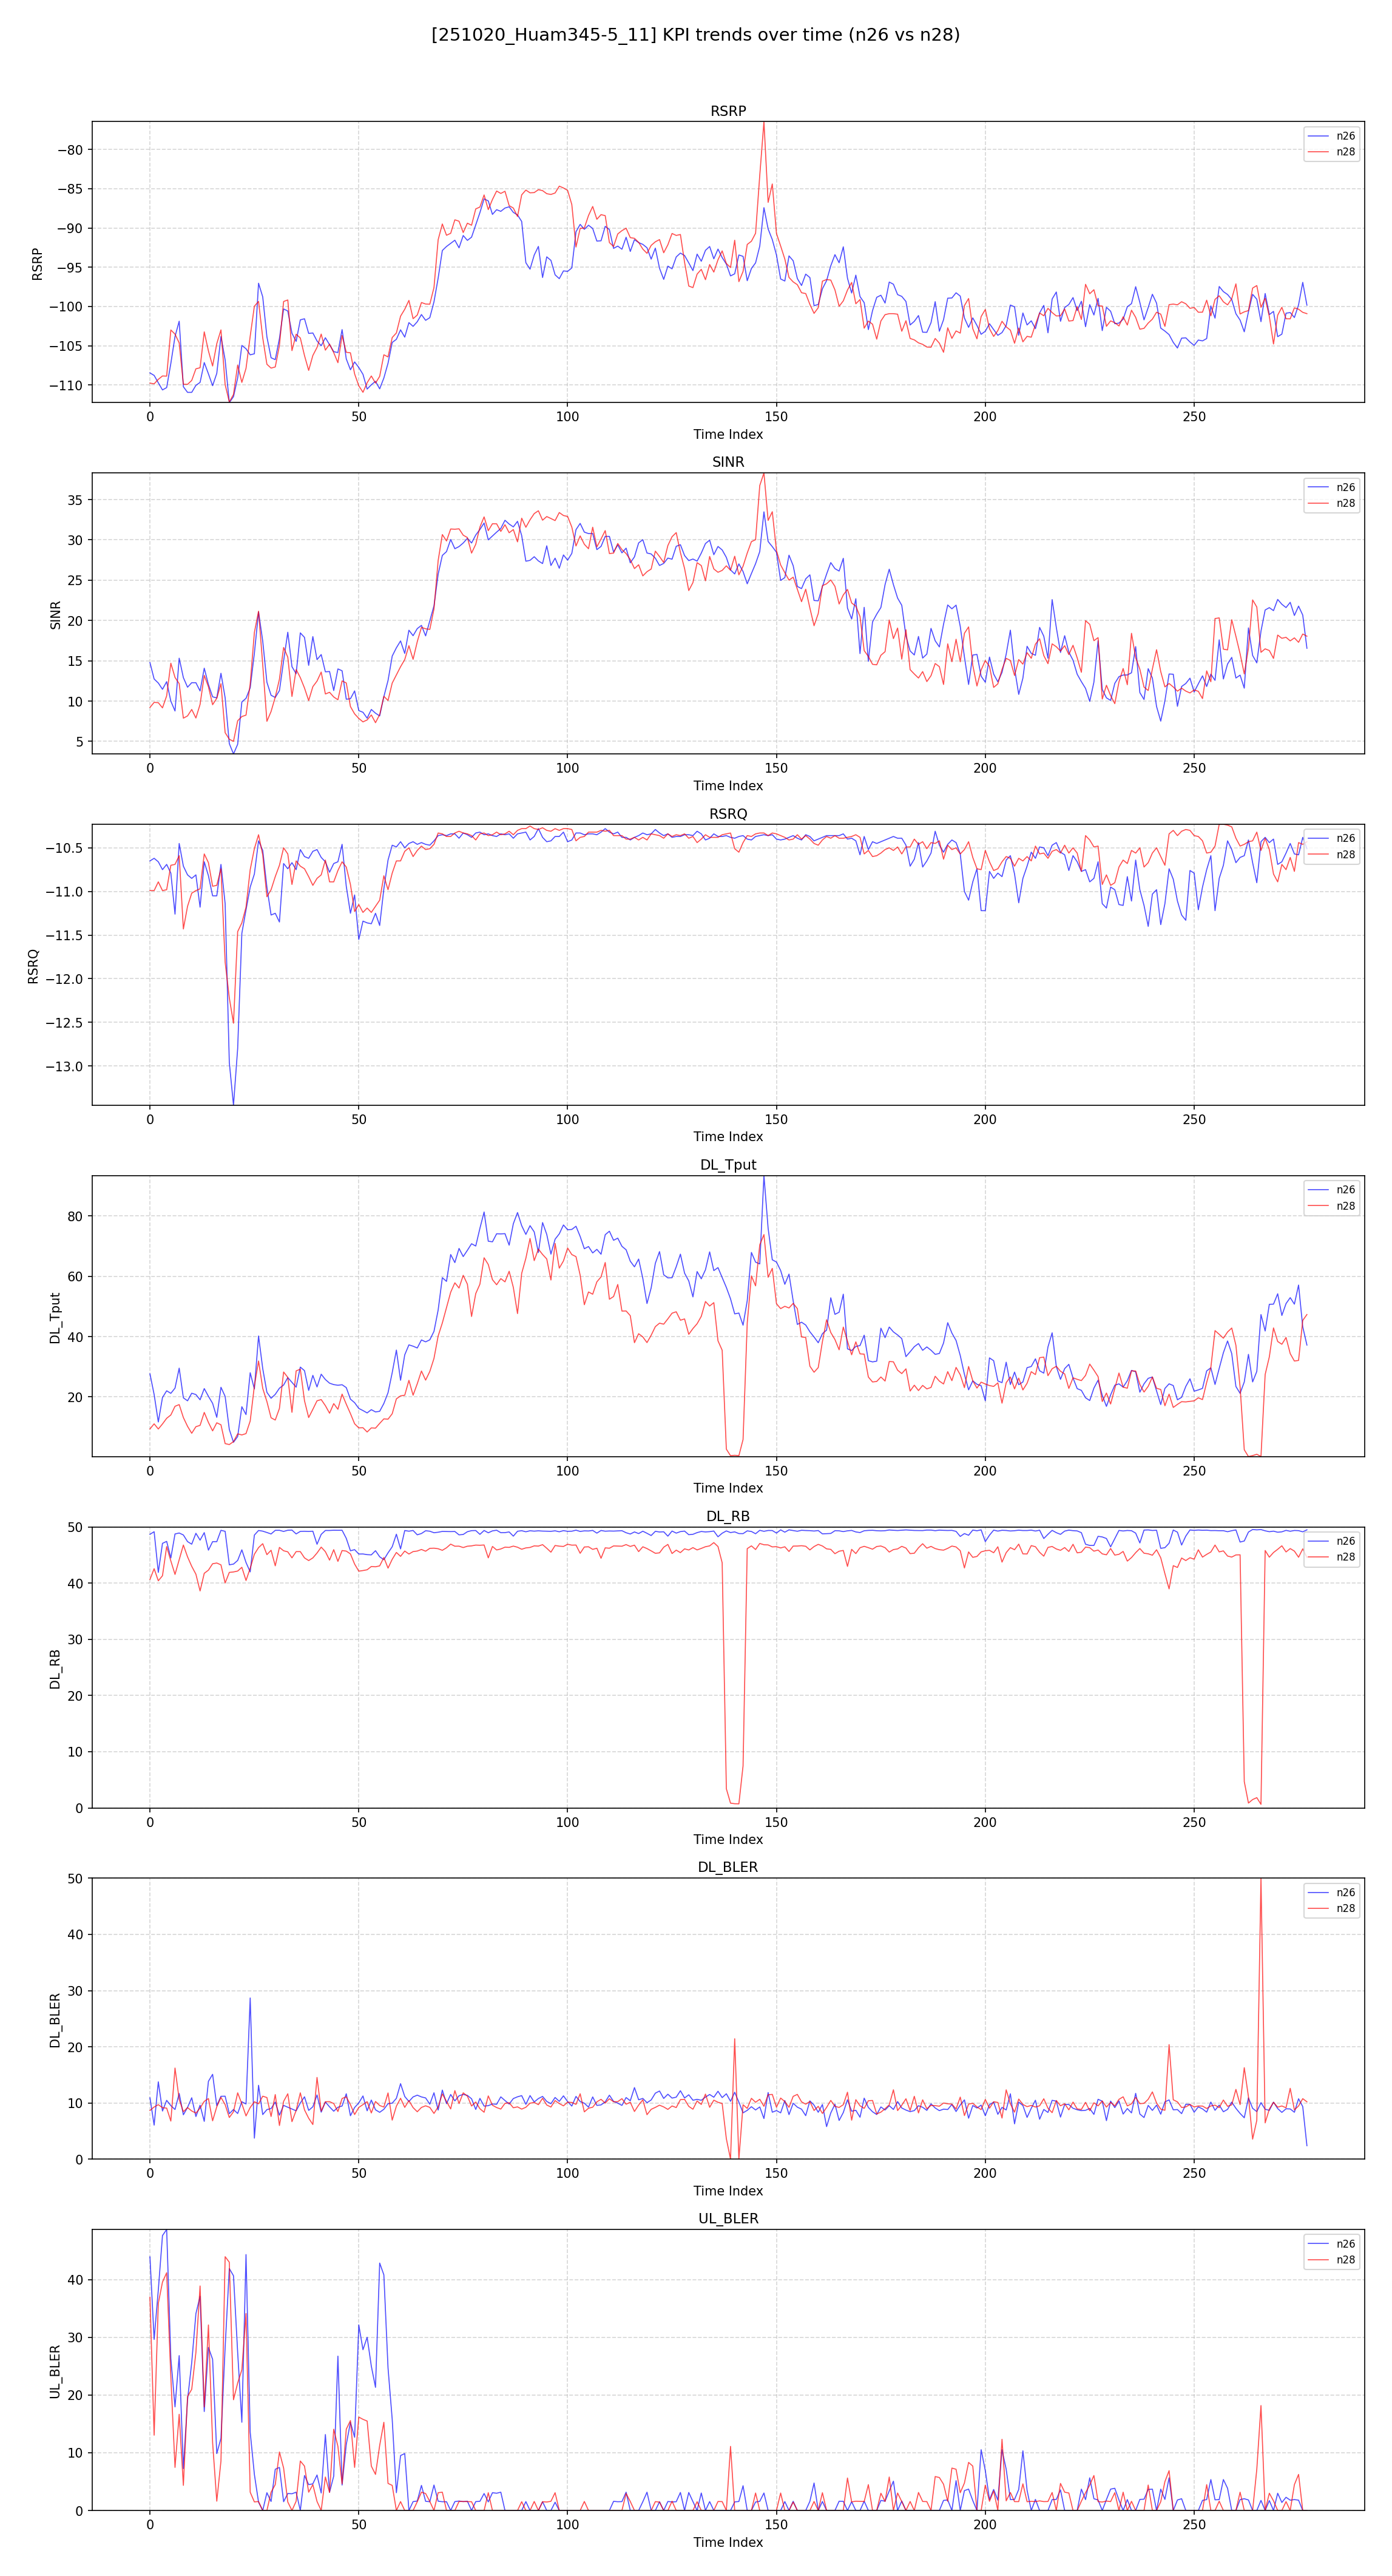 [251020_Huam345-5_11] KPI trends over time (n26 vs n28)
RSRP
n26
n28
RSRP
−80
−85
−90
−95
−100
−105
−110
0 50 100 150 200 250
Time Index
SINR
n26
n28
SINR
35
30
25
20
15
10
5
0 50 100 150 200 250
Time Index
RSRQ
n26
n28
RSRQ
−10.5
−11.0
−11.5
−12.0
−12.5
−13.0
0 50 100 150 200 250
Time Index
DL_Tput
n26
n28
DL_Tput
80
60
40
20
0 50 100 150 200 250
Time Index
DL_RB
n26
n28
DL_RB
50
40
30
20
10
0
0 50 100 150 200 250
Time Index
DL_BLER
n26
n28
DL_BLER
50
40
30
20
10
0
0 50 100 150 200 250
Time Index
UL_BLER
n26
n28
UL_BLER
40
30
20
10
0
0 50 100 150 200 250
Time Index